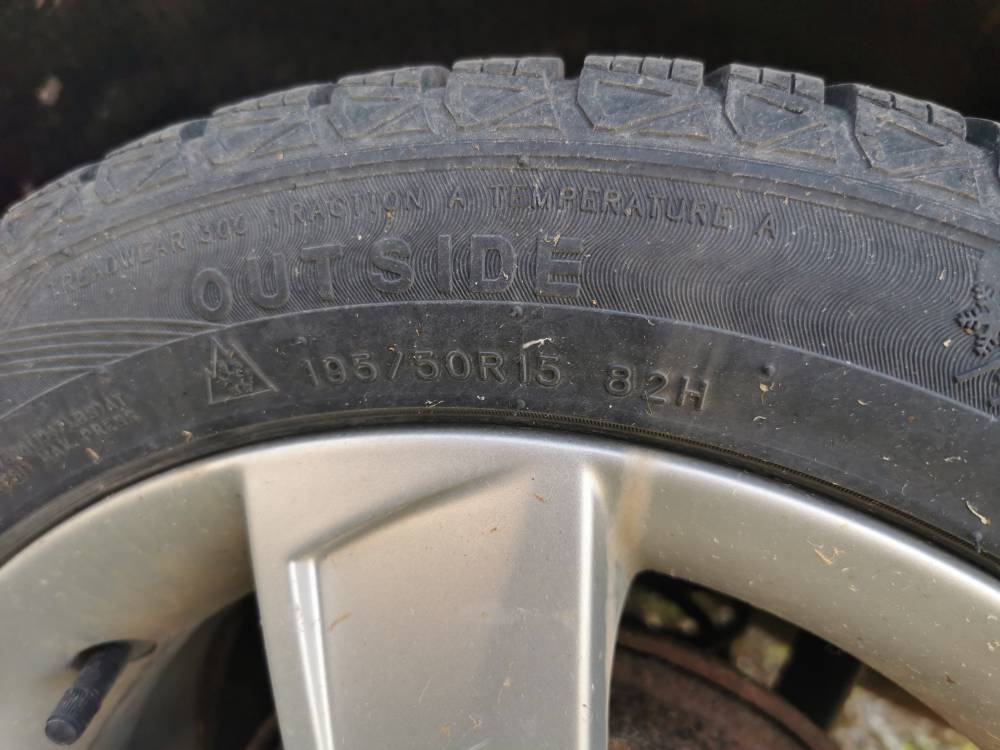 TREADWEAR 300 TRACTION A TEMPERATURE A
OUTSIDE
195/50R15 82H